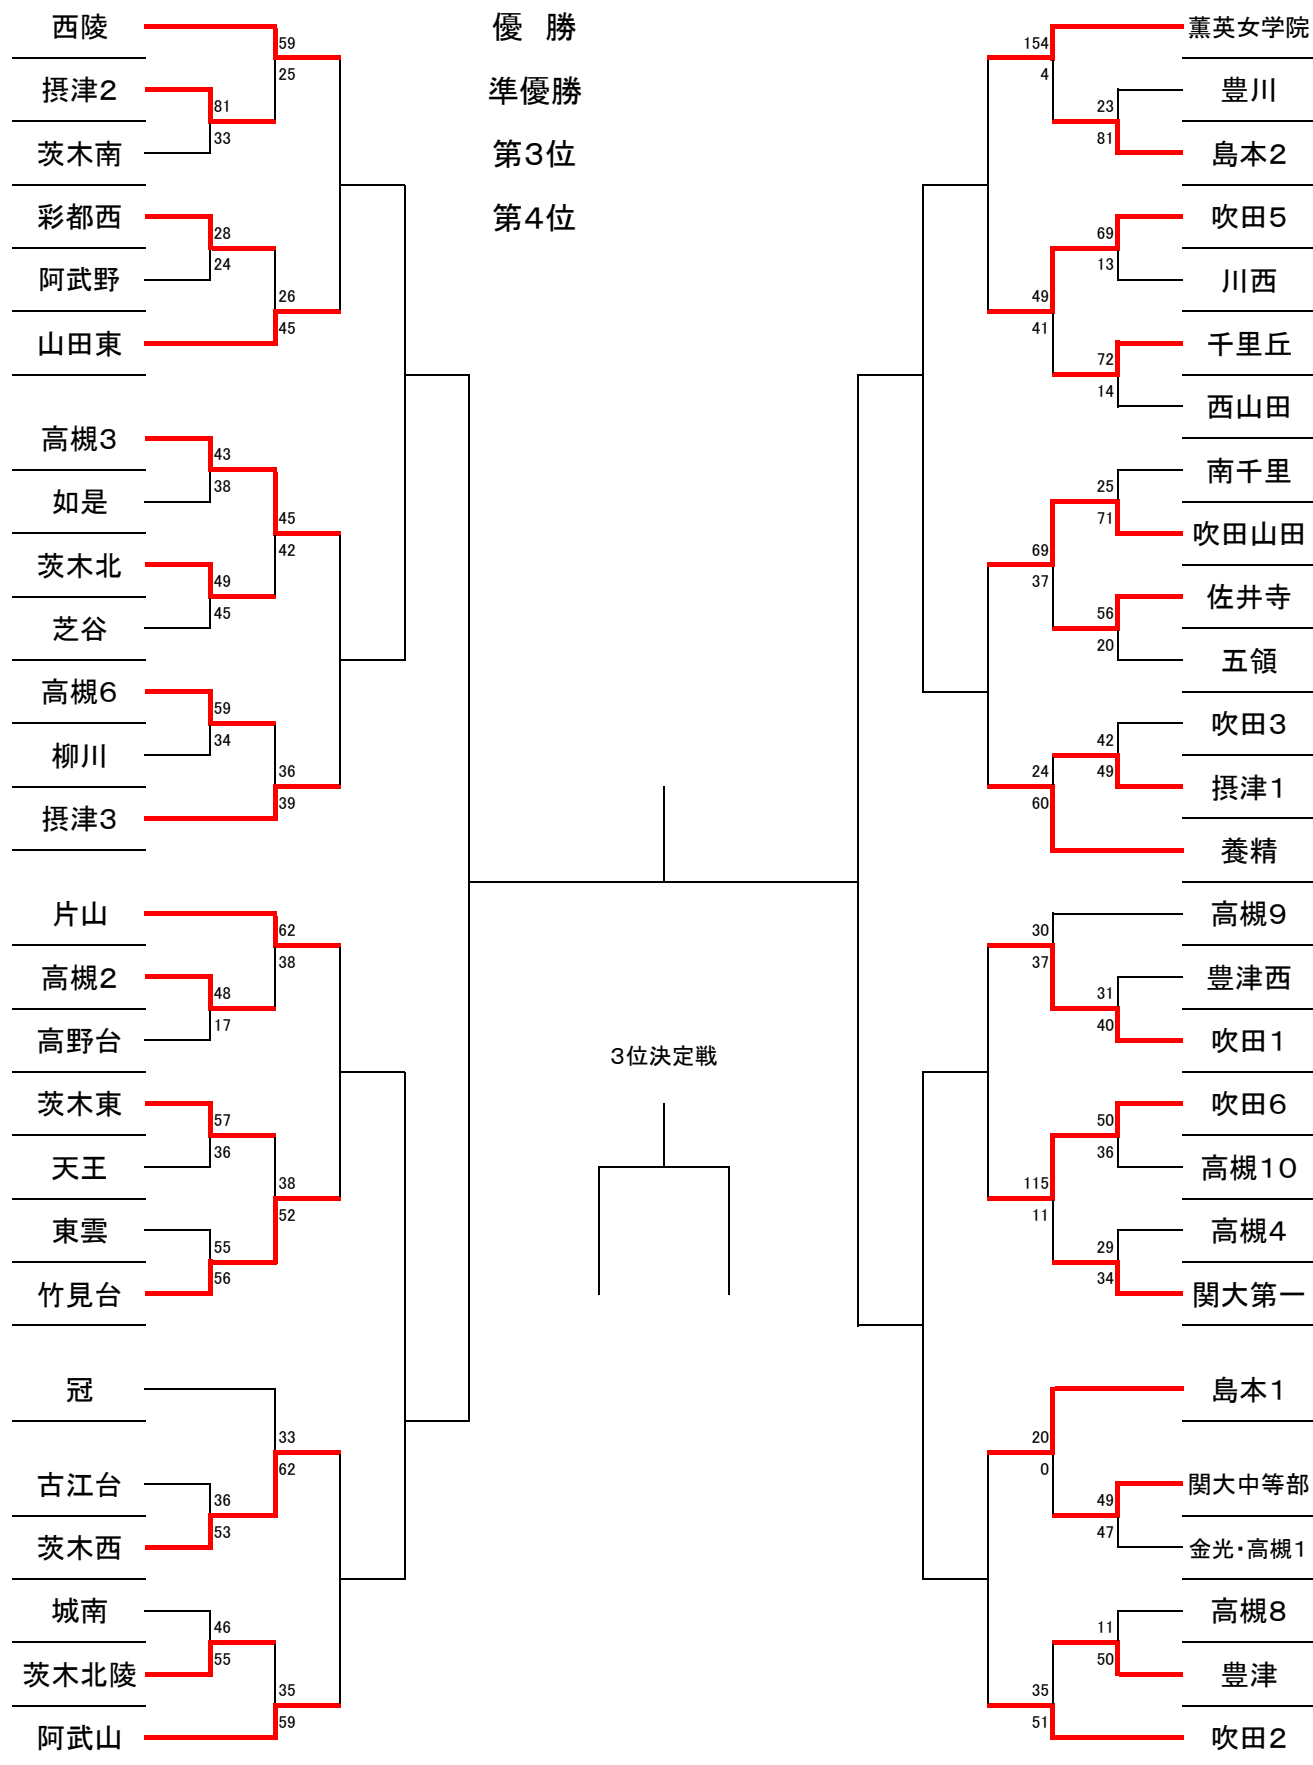 優 勝
準優勝
第3位
第4位
西陵
59
25
摂津2
81
33
茨木南
彩都西
28
24
阿武野
26
45
山田東
高槻3
43
38
如是
45
42
茨木北
49
45
芝谷
高槻6
59
34
柳川
36
39
摂津3
片山
62
38
高槻2
48
17
高野台
茨木東
57
36
天王
38
52
東雲
55
56
竹見台
冠
33
62
古江台
36
53
茨木西
城南
46
55
茨木北陵
35
59
阿武山
3位決定戦
薫英女学院
154
4
豊川
23
81
島本2
吹田5
69
13
川西
49
41
千里丘
72
14
西山田
南千里
25
71
吹田山田
69
37
佐井寺
56
20
五領
吹田3
42
49
摂津1
24
60
養精
高槻9
30
37
豊津西
31
40
吹田1
吹田6
50
36
高槻10
115
11
高槻4
29
34
関大第一
島本1
20
0
関大中等部
49
47
金光・高槻1
高槻8
11
50
豊津
35
51
吹田2